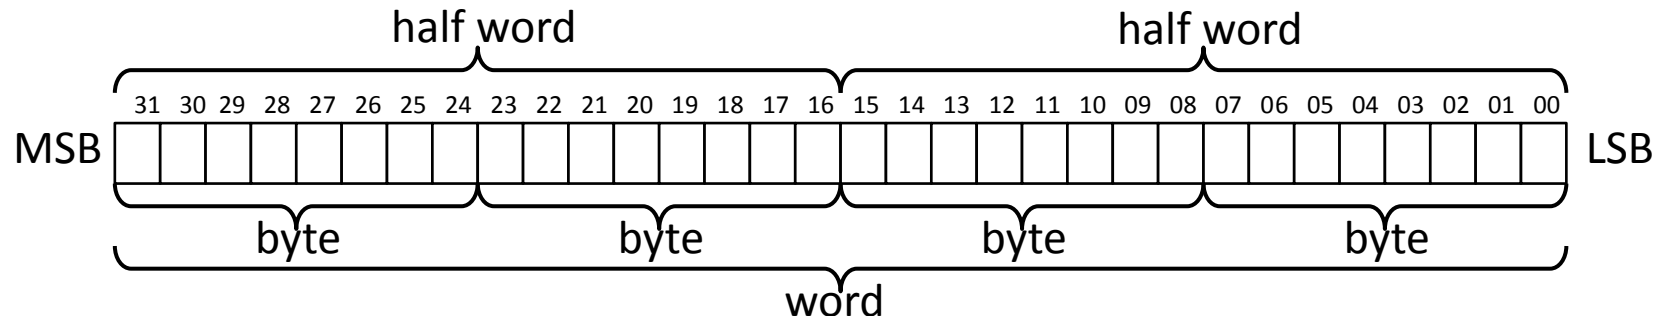 half word half word
31 30 29 28 27 26 25 24 23 22 21 20 19 18 17 16 15 14 13 12 11 10 09 08 07 06 05 04 03 02 01 00
MSB LSB
byte byte byte byte
word